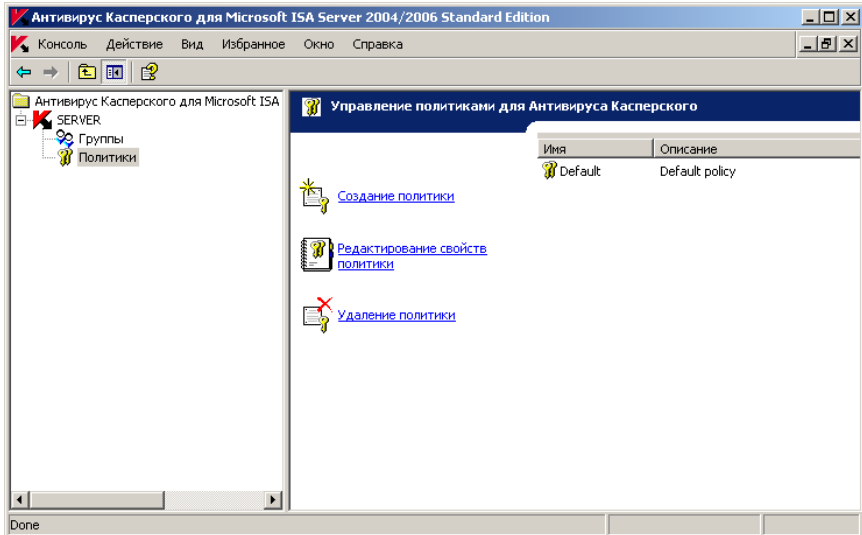 Антивирус Касперского для Microsoft ISA Server 2004/2006 Standard Edition
Консоль Действие Вид Избранное Окно Справка
Антивирус Касперского для Microsoft ISA
SERVER
Группы
Политики
Управление политиками для Антивируса Касперского
Имя Описание
Default Default policy
Создание политики
Редактирование свойств
политики
Удаление политики
Done